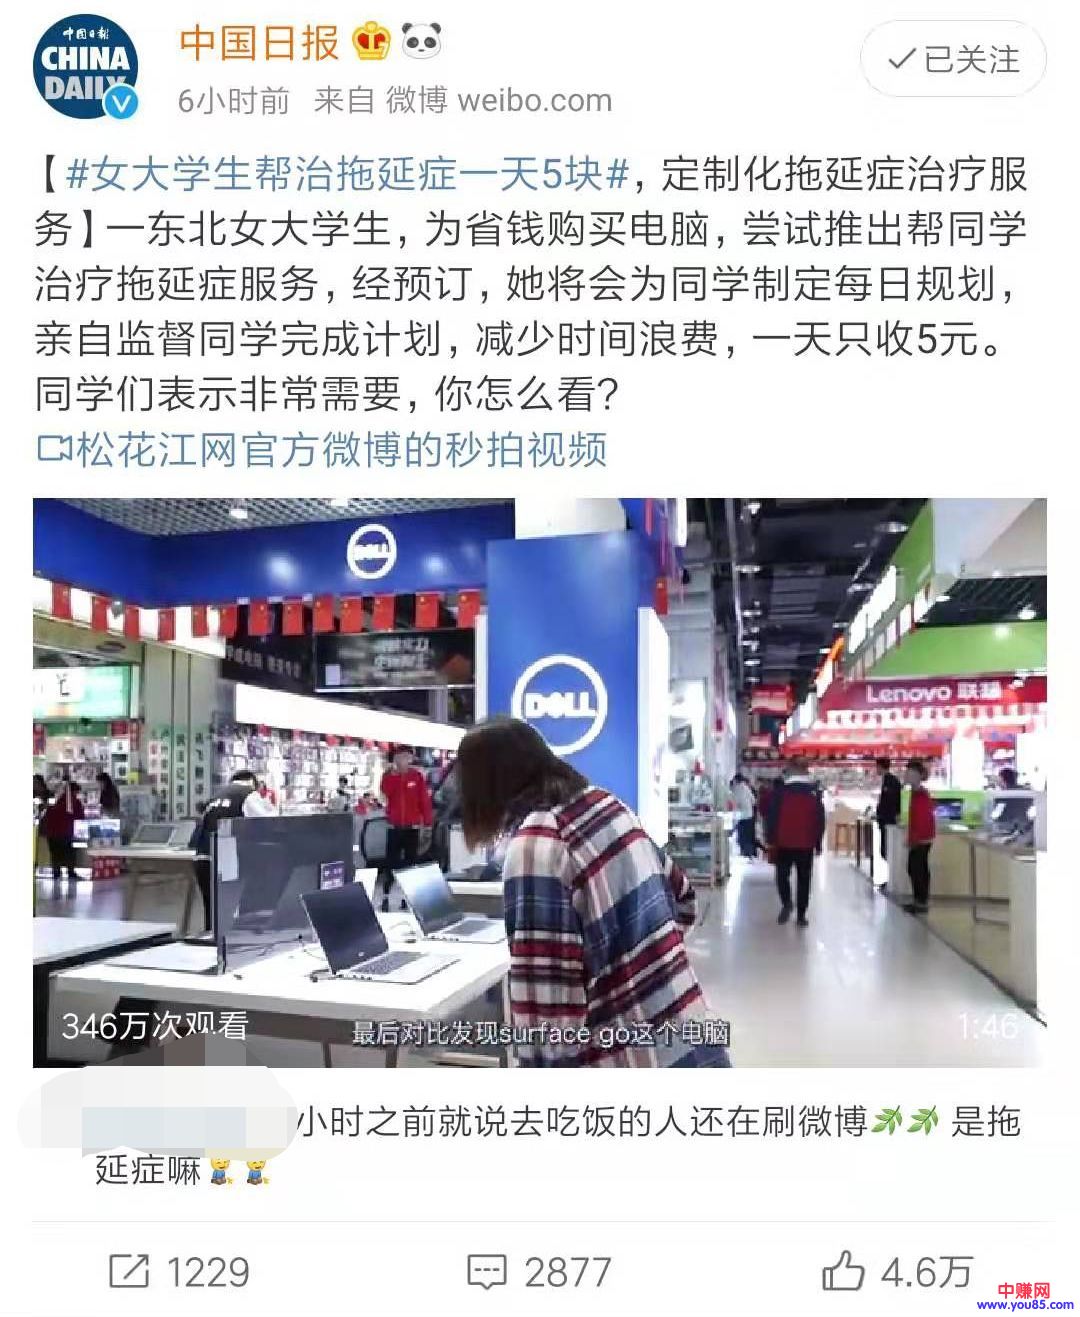 中国日报
CHINA
DAILY
中国日报
6小时前 来自 微博 weibo.com
已关注
【#女大学生帮治拖延症一天5块#，定制化拖延症治疗服
务】一东北女大学生，为省钱购买电脑，尝试推出帮同学
治疗拖延症服务，经预订，她将会为同学制定每日规划，
亲自监督同学完成计划，减少时间浪费，一天只收5元。
同学们表示非常需要，你怎么看？
松花江网官方微博的秒拍视频
DELL
DELL
Lenovo 联想
346万次观看
最后对比发现surface go这个电脑
1:46
小时之前就说去吃饭的人还在刷微博🌿🌿 是拖
延症嘛
1229
2877
4.6万
中赚网
www.you85.com